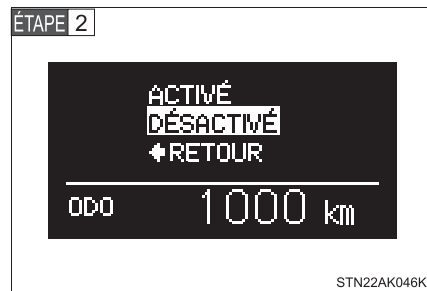 ÉTAPE 2
ACTIVÉ
DÉSACTIVÉ
RETOUR
ODO 1000 km
STN22AK046K